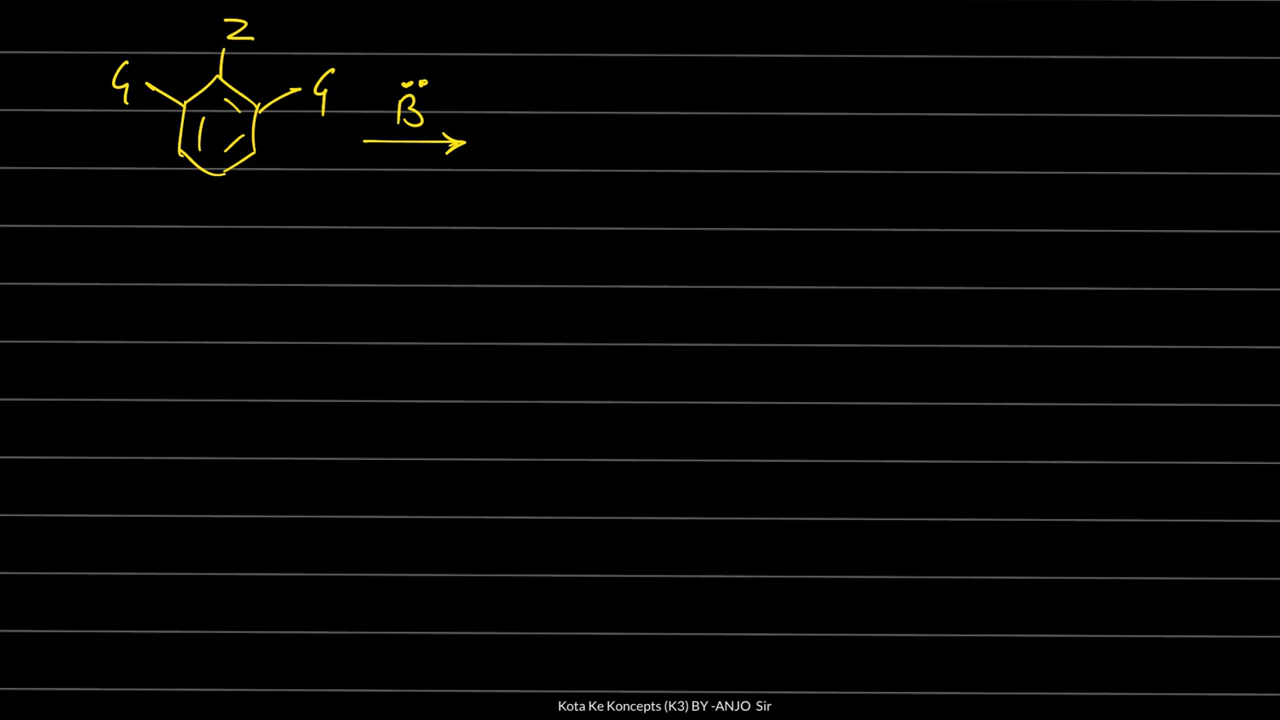 Z
G G
B̈
Kota Ke Koncepts (K3) BY -ANJO Sir